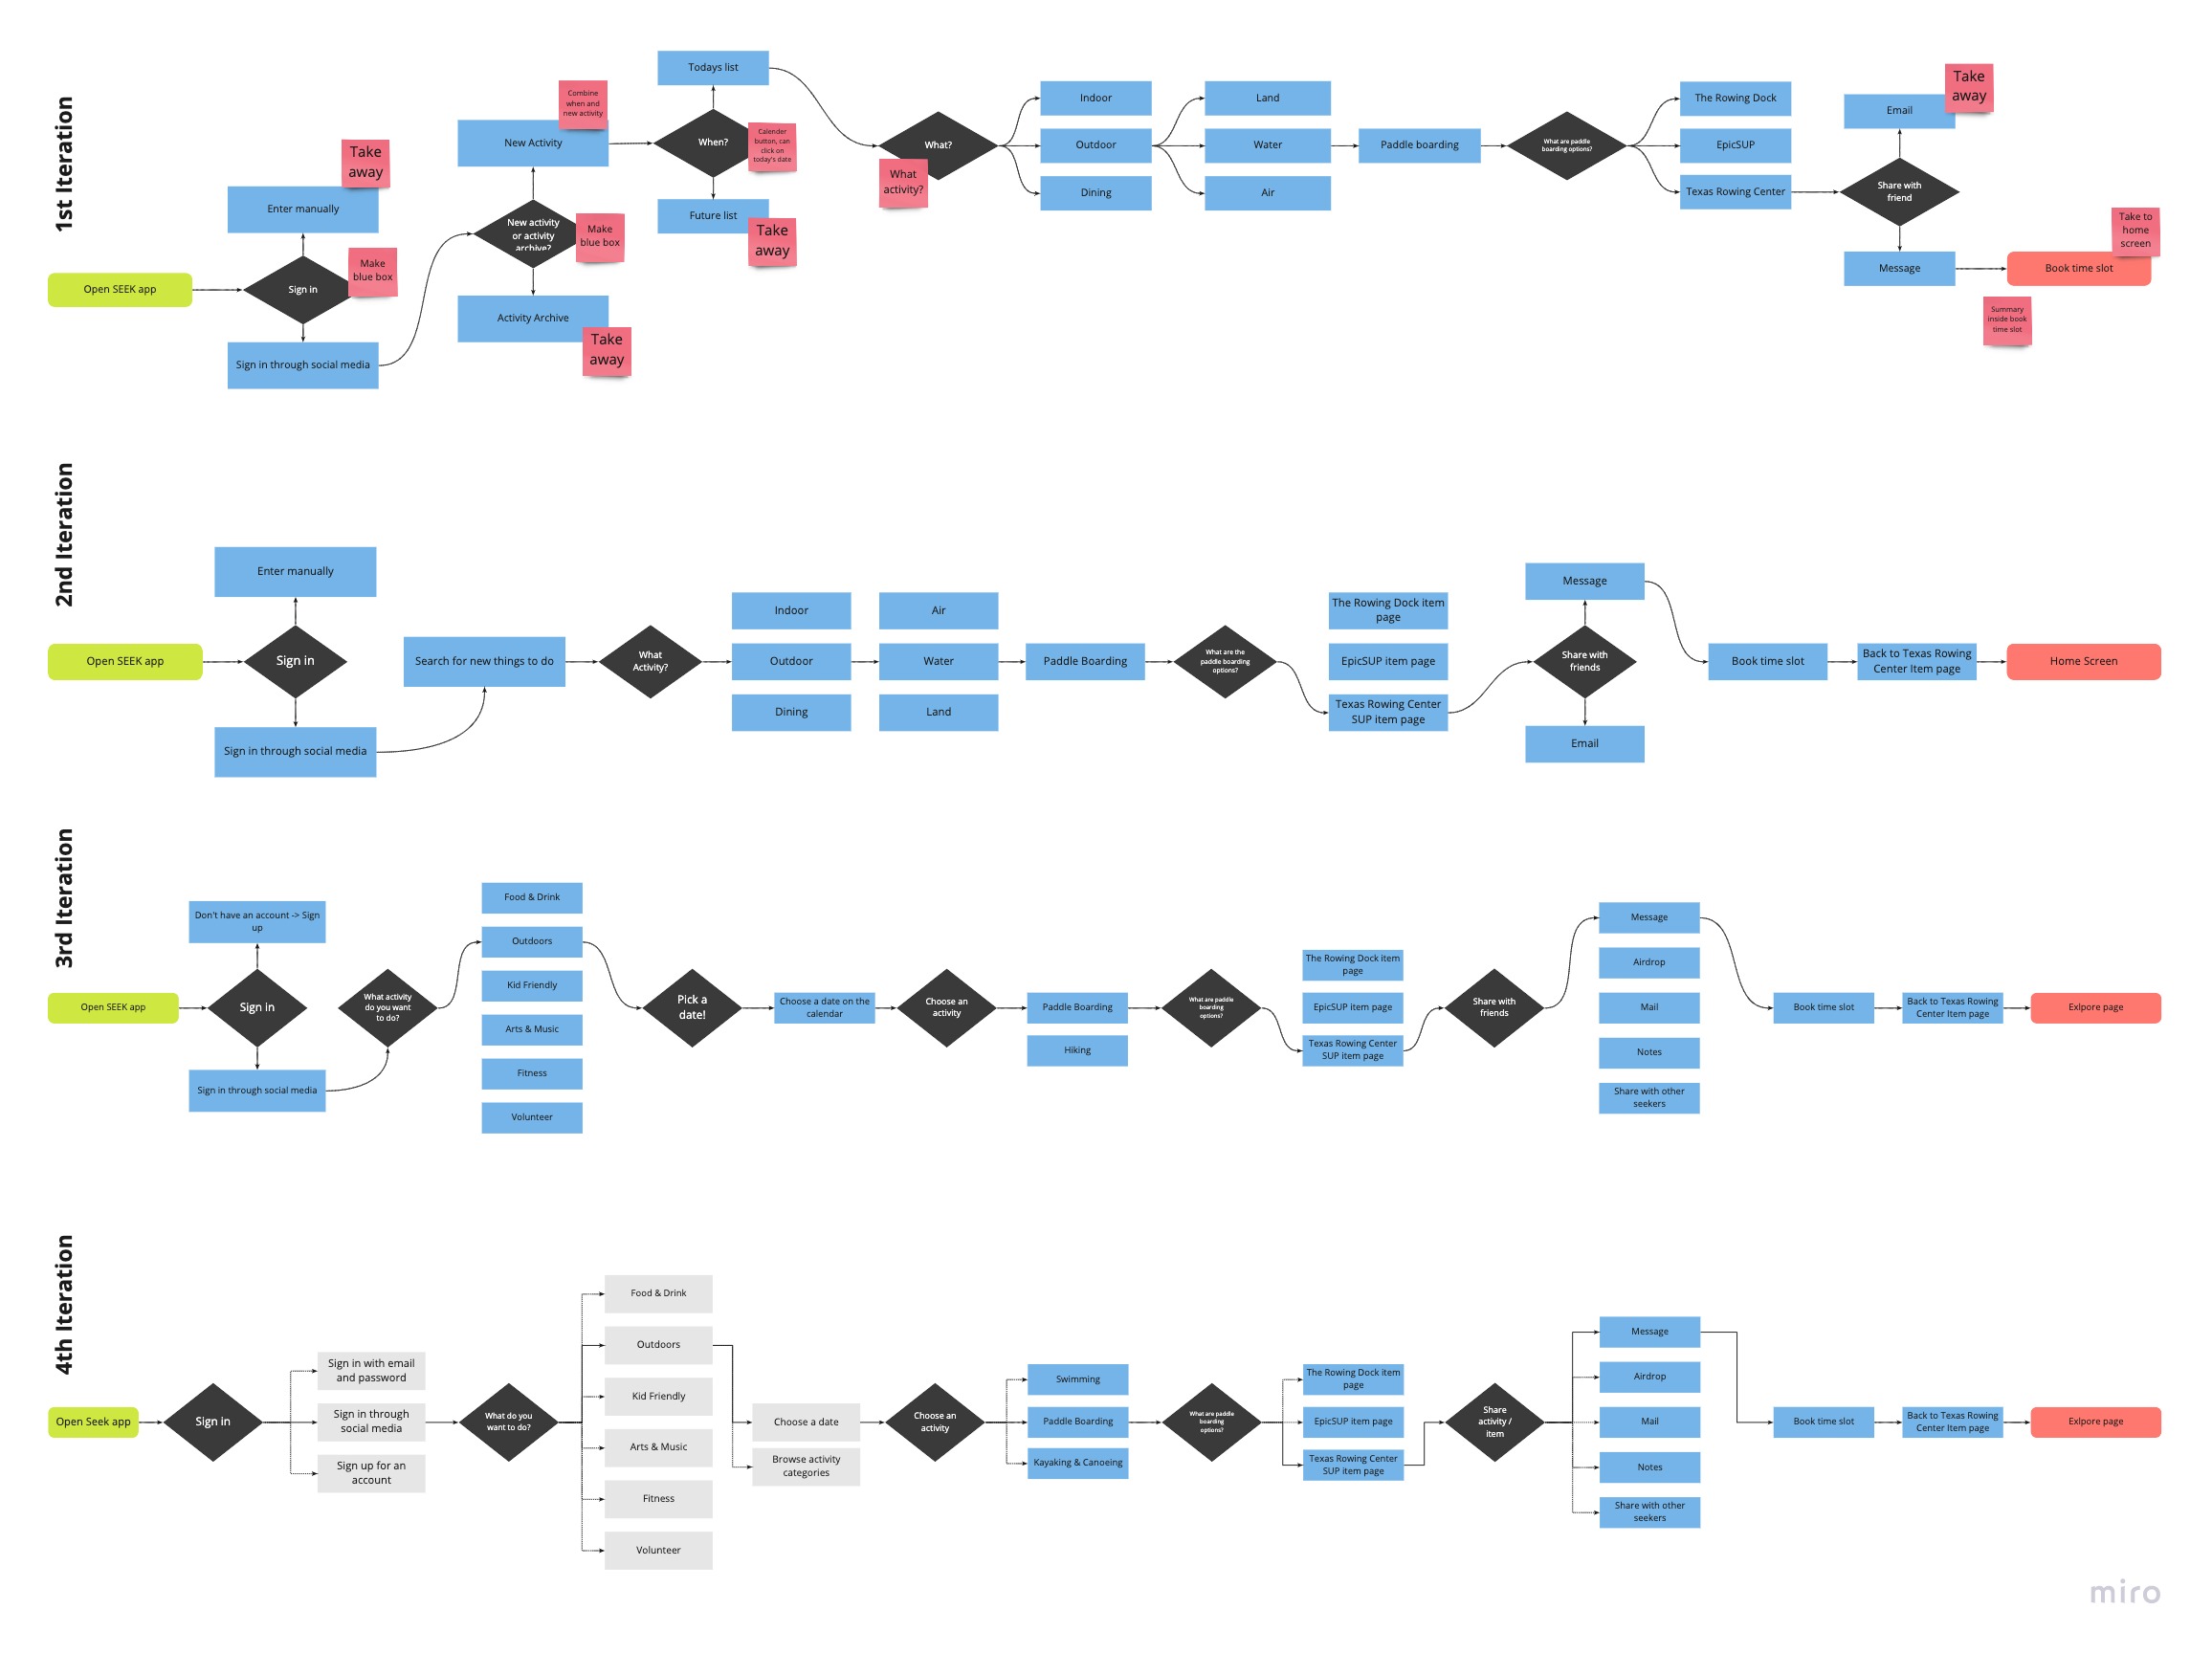 1st Iteration
Open SEEK app
Sign in
Make
blue box
Enter manually
Take
away
Sign in through social media
New activity
or activity
archive?
Make
blue box
New Activity
Combine
when and
new activity
Activity Archive
Take
away
When?
Calender
button, can
click on
today's date
Todays list
Future list
Take
away
What?
What
activity?
Indoor
Outdoor
Dining
Land
Water
Air
Paddle boarding
What are paddle
boarding options?
The Rowing Dock
EpicSUP
Texas Rowing Center
Share with
friend
Email
Take
away
Message
Book time slot
Take to
home
screen
Summary
inside book
time slot
2nd Iteration
Open SEEK app
Sign in
Enter manually
Sign in through social media
Search for new things to do
What
Activity?
Indoor
Outdoor
Dining
Air
Water
Land
Paddle Boarding
What are the
paddle boarding
options?
The Rowing Dock item
page
EpicSUP item page
Texas Rowing Center
SUP item page
Share with
friends
Message
Email
Book time slot
Back to Texas Rowing
Center Item page
Home Screen
3rd Iteration
Open SEEK app
Sign in
Don't have an account -> Sign
up
Sign in through social media
What activity
do you want
to do?
Food & Drink
Outdoors
Kid Friendly
Arts & Music
Fitness
Volunteer
Pick a
date!
Choose a date on the
calendar
Choose an
activity
Paddle Boarding
Hiking
What are paddle
boarding
options?
The Rowing Dock item
page
EpicSUP item page
Texas Rowing Center
SUP item page
Share with
friends
Message
Airdrop
Mail
Notes
Share with other
seekers
Book time slot
Back to Texas Rowing
Center Item page
Exlpore page
4th Iteration
Open Seek app
Sign in
Sign in with email
and password
Sign in through
social media
Sign up for an
account
What do you
want to do?
Food & Drink
Outdoors
Kid Friendly
Arts & Music
Fitness
Volunteer
Choose a date
Browse activity
categories
Choose an
activity
Swimming
Paddle Boarding
Kayaking & Canoeing
What are paddle
boarding
options?
The Rowing Dock item
page
EpicSUP item page
Texas Rowing Center
SUP item page
Share
activity /
item
Message
Airdrop
Mail
Notes
Share with other
seekers
Book time slot
Back to Texas Rowing
Center Item page
Exlpore page
miro